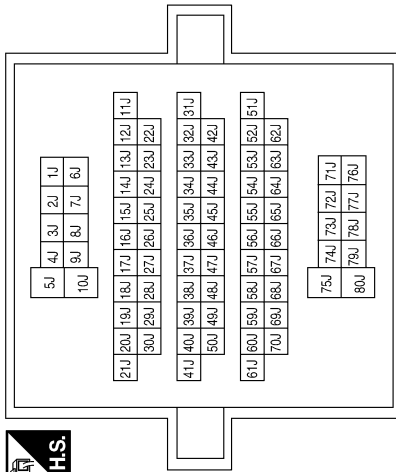 H.S.
5J 4J 3J 2J 1J
10J 9J 8J 7J 6J
21J 20J 19J 18J 17J 16J 15J 14J 13J 12J 11J
30J 29J 28J 27J 26J 25J 24J 23J 22J
41J 40J 39J 38J 37J 36J 35J 34J 33J 32J 31J
50J 49J 48J 47J 46J 45J 44J 43J 42J
61J 60J 59J 58J 57J 56J 55J 54J 53J 52J 51J
70J 69J 68J 67J 66J 65J 64J 63J 62J
75J 74J 73J 72J 71J
80J 79J 78J 77J 76J